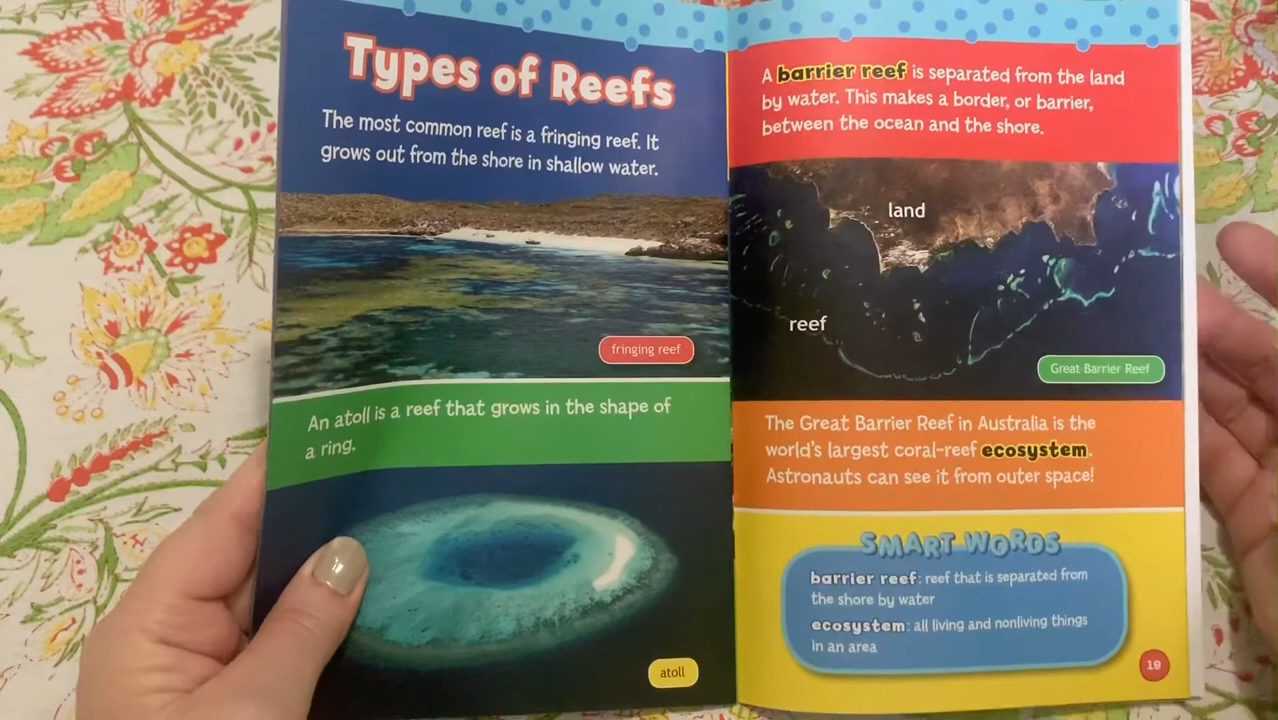 Types of Reefs
The most common reef is a fringing reef. It
grows out from the shore in shallow water.
fringing reef
An atoll is a reef that grows in the shape of
a ring.
atoll
A barrier reef is separated from the land
by water. This makes a border, or barrier,
between the ocean and the shore.
land
reef
Great Barrier Reef
The Great Barrier Reef in Australia is the
world's largest coral-reef ecosystem.
Astronauts can see it from outer space!
SMART WORDS
barrier reef: reef that is separated from
the shore by water
ecosystem: all living and nonliving things
in an area
19